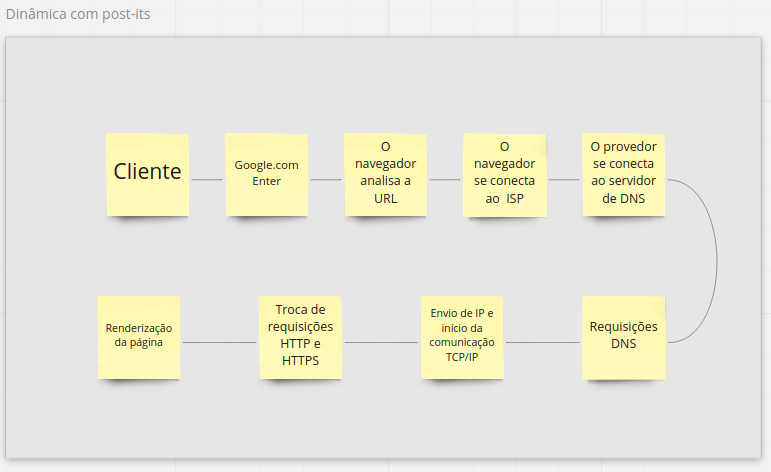 Dinâmica com post-its
Cliente
Google.com
Enter
O
navegador
analisa a
URL
O
navegador
se conecta
ao ISP
O provedor
se conecta
ao servidor
de DNS
Requisições
DNS
Envio de IP e
início da
comunicação
TCP/IP
Troca de
requisições
HTTP e
HTTPS
Renderização
da página